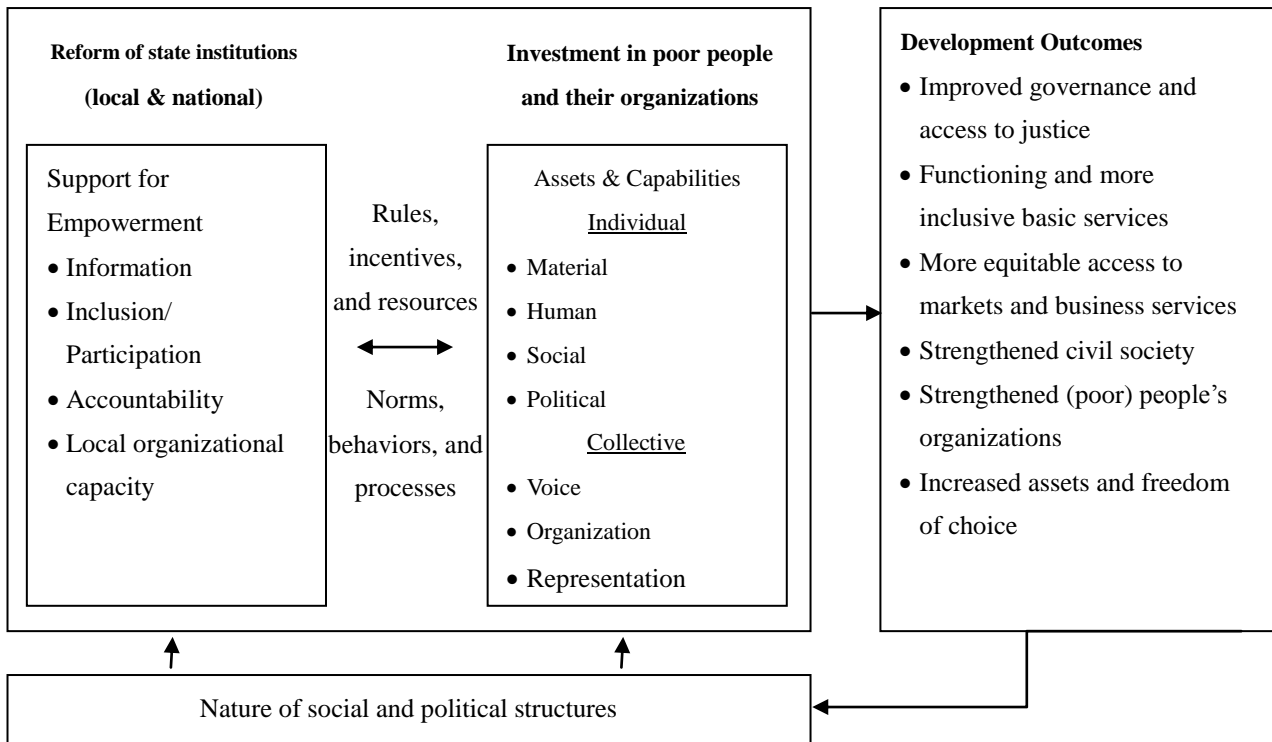 Reform of state institutions
(local & national)
Support for
Empowerment
• Information
• Inclusion/
Participation
• Accountability
• Local organizational
capacity
Rules,
incentives,
and resources
Norms,
behaviors, and
processes
Investment in poor people
and their organizations
Assets & Capabilities
Individual
• Material
• Human
• Social
• Political
Collective
• Voice
• Organization
• Representation
Development Outcomes
• Improved governance and
access to justice
• Functioning and more
inclusive basic services
• More equitable access to
markets and business services
• Strengthened civil society
• Strengthened (poor) people’s
organizations
• Increased assets and freedom
of choice
Nature of social and political structures